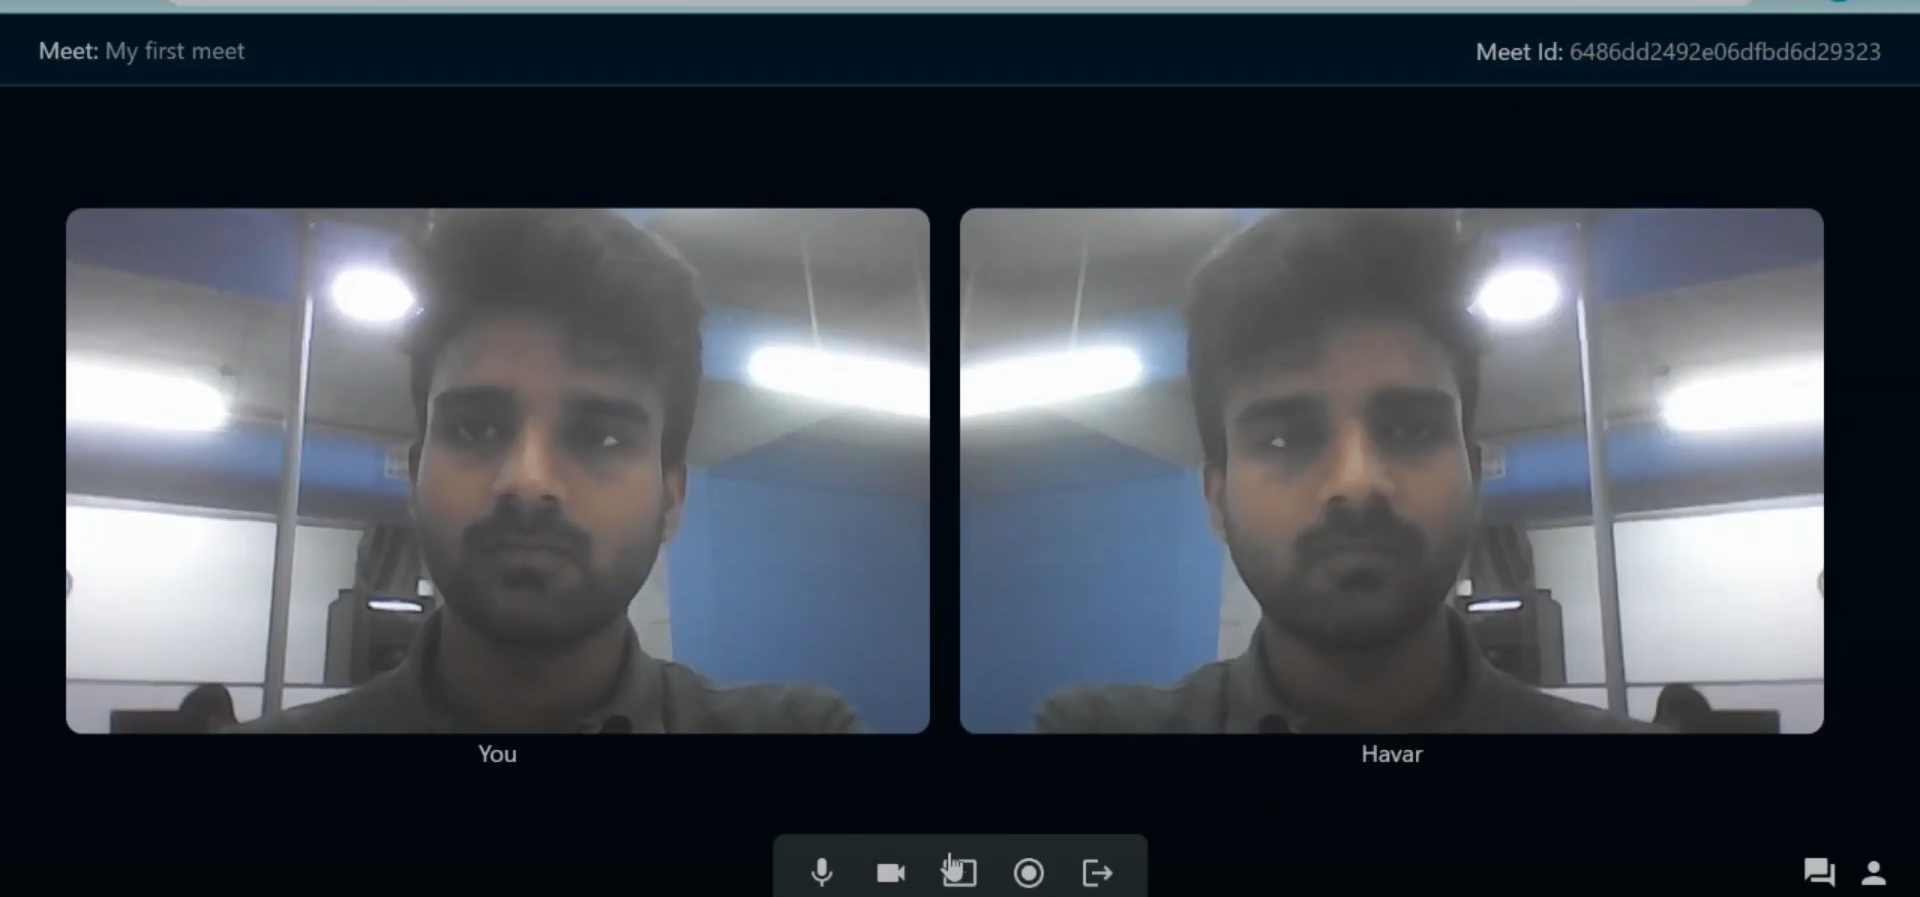 Meet: My first meet
Meet Id: 6486dd2492e06dfbd6d29323
You
Havar